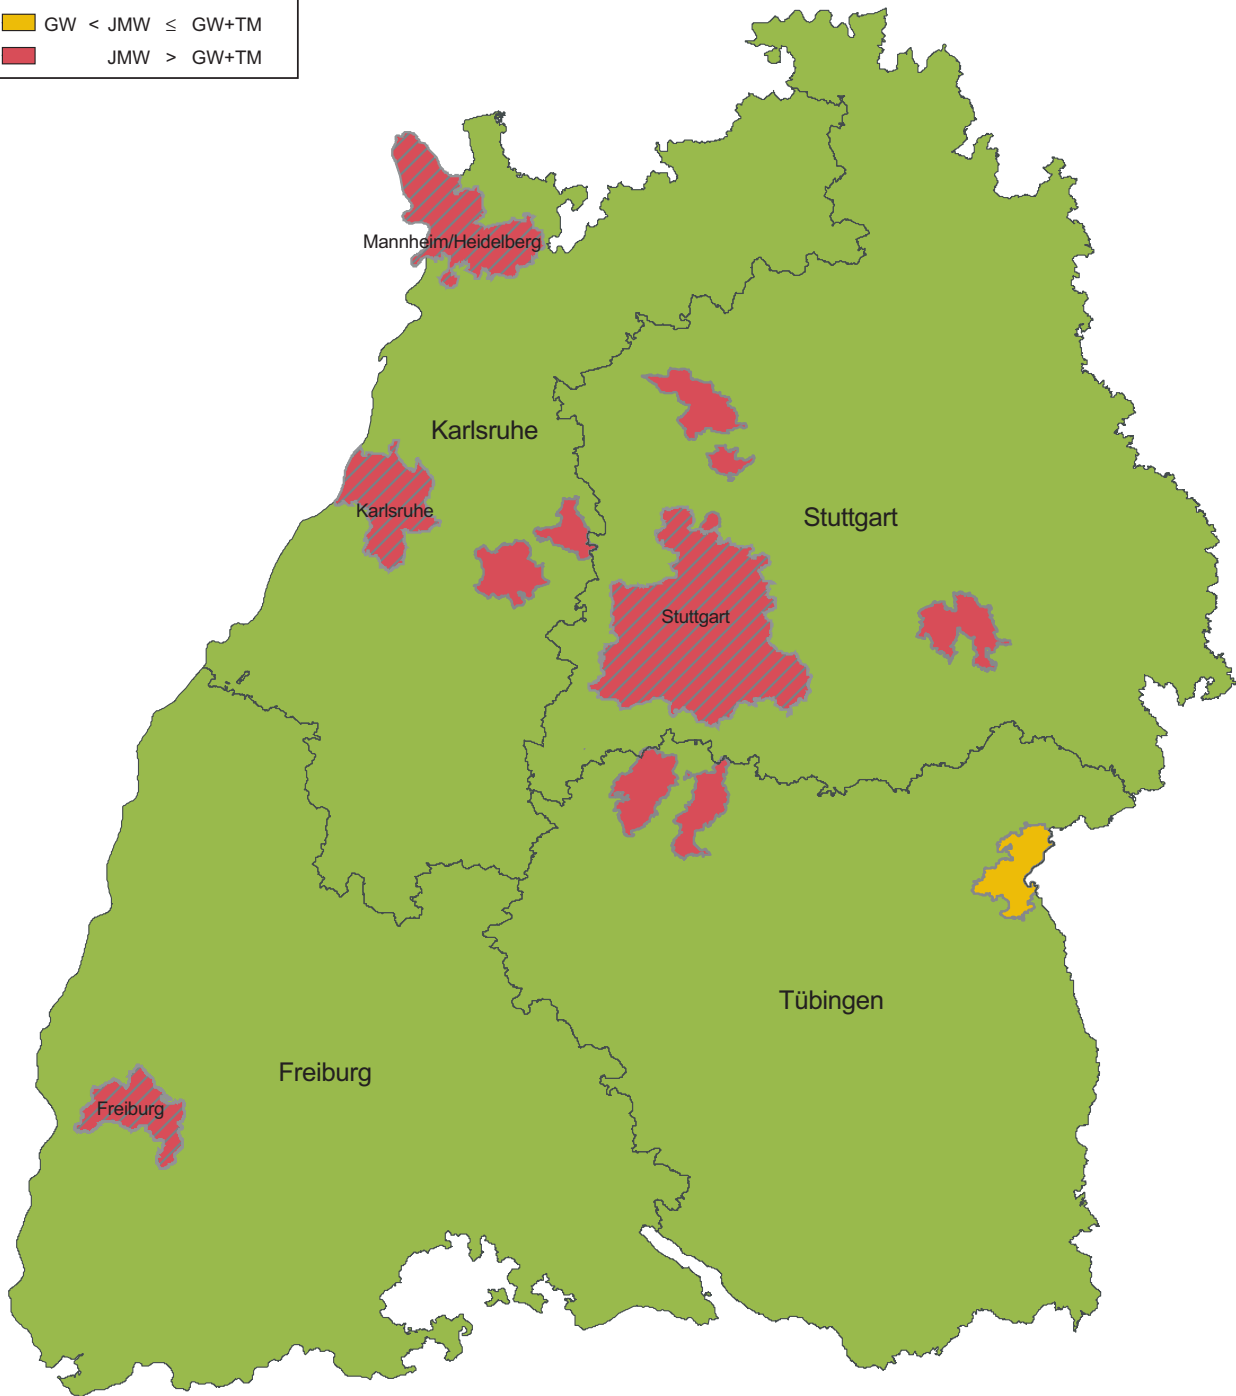 GW < JMW ≤ GW+TM
JMW > GW+TM
Mannheim/Heidelberg
Karlsruhe
Karlsruhe
Stuttgart
Stuttgart
Tübingen
Freiburg
Freiburg